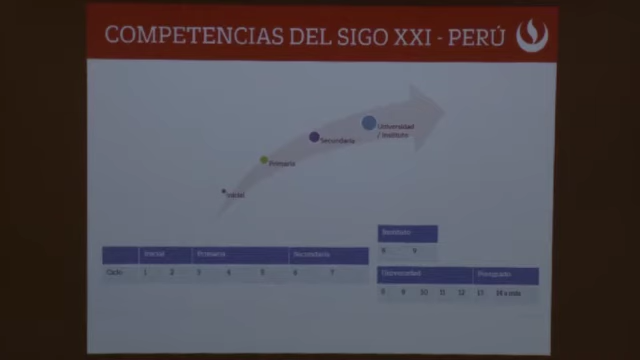 COMPETENCIAS DEL SIGO XXI - PERÚ
Universidad
/ Instituto
Secundaria
Primaria
Inicial
Instituto
8 9
Inicial Primaria Secundaria
Ciclo 1 2 3 4 5 6 7
Universidad Posgrado
8 9 10 11 12 13 14 o más